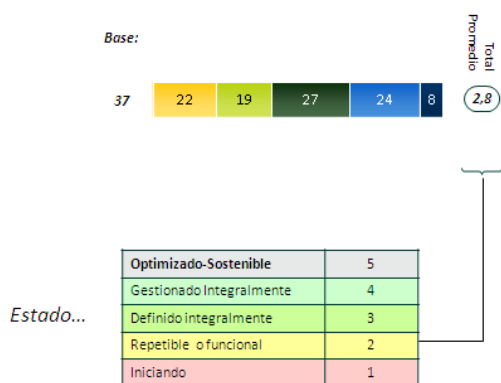 Base:
Total
Promedio
37 22 19 27 24 8 2,8
Estado...
Optimizado-Sostenible 5
Gestionado Integralmente 4
Definido integralmente 3
Repetible o funcional 2
Iniciando 1